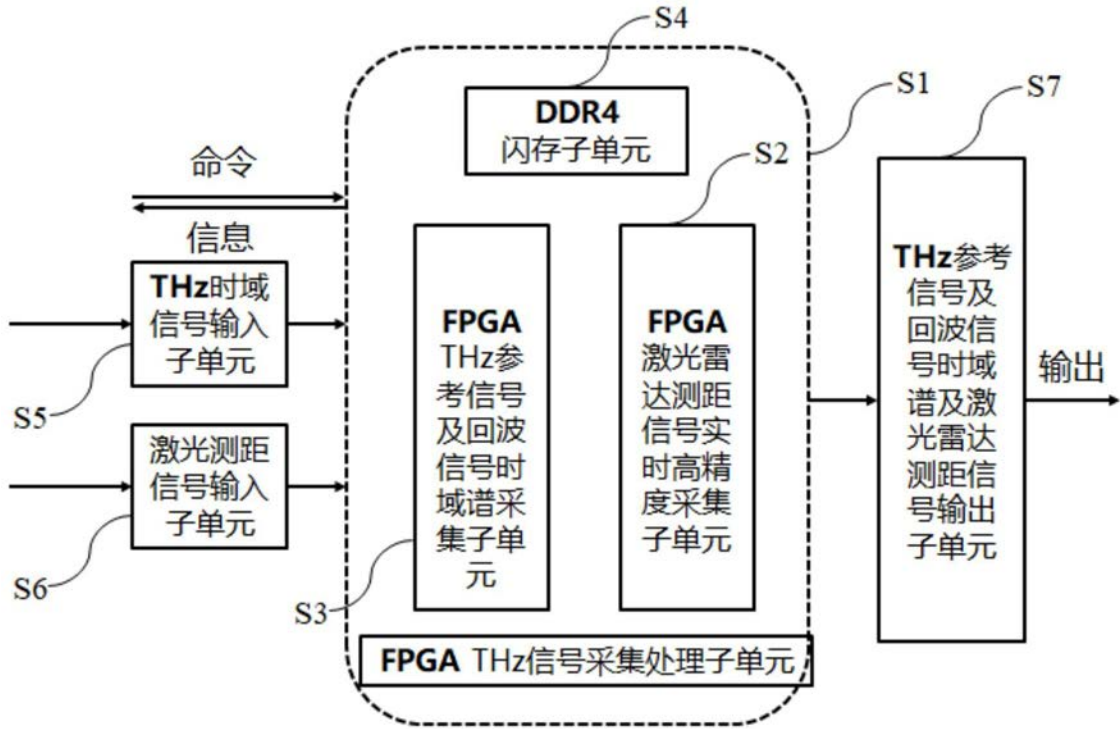 S4
DDR4
闪存子单元
S1
S7
S2
命令
信息
THz时域
信号输入
子单元
S5
激光测距
信号输入
子单元
S6
FPGA
THz参
考信号
及回波
信号时
域谱采
集子单
元
S3
FPGA
激光雷
达测距
信号实
时高精
度采集
子单元
FPGA THz信号采集处理子单元
THz参考
信号及
回波信
号时域
谱及激
光雷达
测距信
号输出
子单元
输出